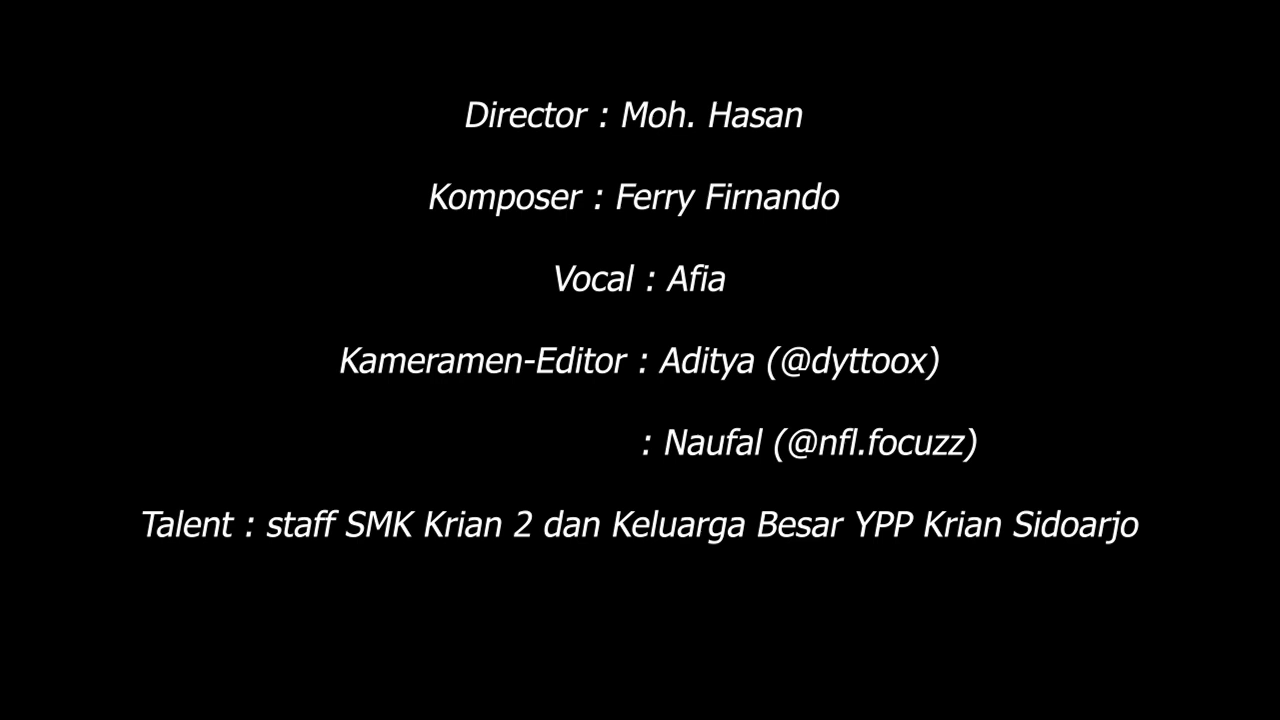 Director : Moh. Hasan
Komposer : Ferry Firnando
Vocal : Afia
Kameramen-Editor : Aditya (@dyttoox)
: Naufal (@nfl.focuzz)
Talent : staff SMK Krian 2 dan Keluarga Besar YPP Krian Sidoarjo